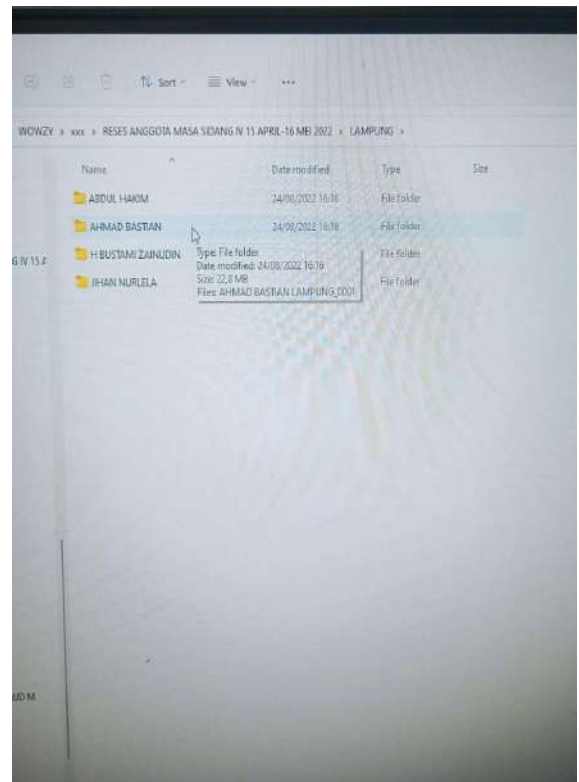 Sort View ...
WOWZY > xxx > RESES ANGGOTA MASA SIDANG IV 15 APRIL-16 MEI 2022 > LAMPUNG >
Name Date modified Type Size
ABDUL HAKIM 24/08/2022 16:16 File folder
AHMAD BASTIAN 24/08/2022 16:16 File folder
G IV 15 A
H BUSTAMI ZAINUDIN File folder
Type: File folder
Date modified: 24/08/2022 16:16
Size: 22,8 MB
Files: AHMAD BASTIAN LAMPUNG_0001
JIHAN NURLELA File folder
UD M